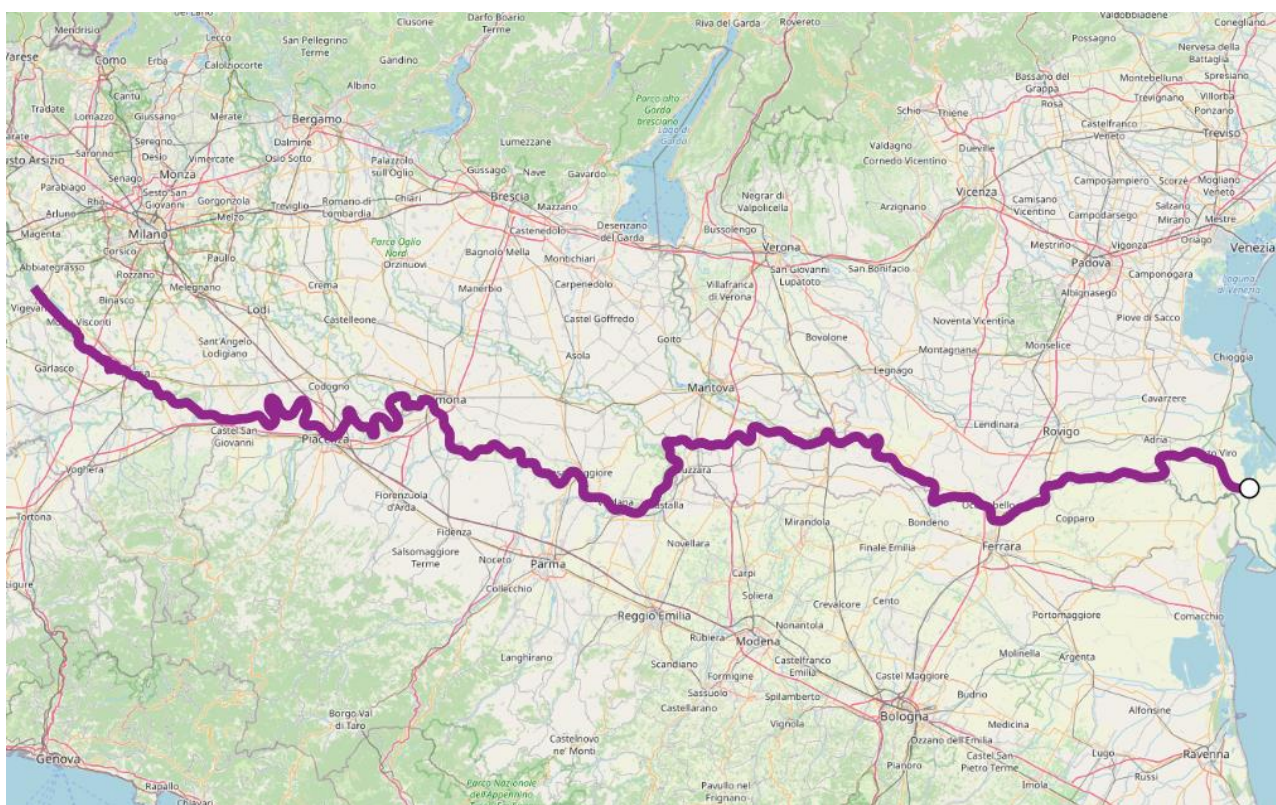 Mendrisio
Varese
Como
Erba
Lecco
Calolziocorte
San Pellegrino
Terme
Clusone
Gandino
Albino
Darfo Boario
Terme
Riva del Garda
Rovereto
Valdobbiadene
Conegliano
Possagno
Nervesa della
Battaglia
Tradate
Cantù
Lomazzo
Giussano
Merate
Bergamo
Dalmine
Lumezzane
Parco alto
Garda
bresciano
Lago di
Garda
Schio
Thiene
Bassano del
Grappa
Rosà
Montebelluna
Spresiano
Trevignano
Villorba
Ponzano
Castelfranco
Veneto
Treviso
Saronno
Seregno
Desio
Vimercate
Osio Sotto
Palazzolo
sull'Oglio
Gussago
Nave
Gavardo
Valdagno
Dueville
Cornedo Vicentino
Senago
Monza
Parabiago
Rho
Sesto San
Giovanni
Gorgonzola
Treviglio
Romano di
Lombardia
Chiari
Brescia
Mazzano
Castenedolo
Desenzano
del Garda
Bussolengo
Negrar di
Valpolicella
Arzignano
Vicenza
Camposampiero
Scorzè
Mogliano
Veneto
Camisano
Vicentino
Campodarsego
Salzano
Mirano
Mestre
Arluno
Magenta
Milano
Melzo
Corsico
Paullo
Parco Oglio
Nord
Orzinuovi
Bagnolo Mella
Montichiari
Verona
San Giovanni
Lupatoto
San Bonifacio
Mestrino
Vigonza
Oriago
Padova
Venezia
Abbiategrasso
Rozzano
Melegnano
Binasco
Crema
Manerbio
Carpenedolo
Villafranca
di Verona
Albignasego
Camponogara
Laguna
di Venezia
Lodi
Castelleone
Castel Goffredo
Goito
Bovolone
Noventa Vicentina
Piove di Sacco
Sant'Angelo
Lodigiano
Asola
Montagnana
Monselice
Chioggia
Garlasco
Codogno
Mantova
Legnago
Cavarzere
Castel San
Giovanni
Piacenza
Lendinara
Rovigo
Adria
Voghera
Fiorenzuola
d'Arda
Tortona
Fidenza
Mirandola
Bondeno
Copparo
Salsomaggiore
Terme
Noceto
Parma
Novellara
Finale Emilia
Ferrara
Collecchio
Carpi
Soliera
Crevalcore
Cento
Portomaggiore
Comacchio
Reggio Emilia
Rubiera
Nonantola
Modena
Molinella
Argenta
Langhirano
Scandiano
Castelfranco
Emilia
Castel Maggiore
Formigine
Sassuolo
Spilamberto
Budrio
Castellarano
Bologna
Alfonsine
Borgo Val
di Taro
Vignola
Medicina
Castelnovo
ne' Monti
Ozzano dell'Emilia
Castel San
Pietro Terme
Lugo
Ravenna
Genova
Pianoro
Russi
Rapallo
Chiavari
Parco Nazionale
Pavullo nel
Frignano
Imola